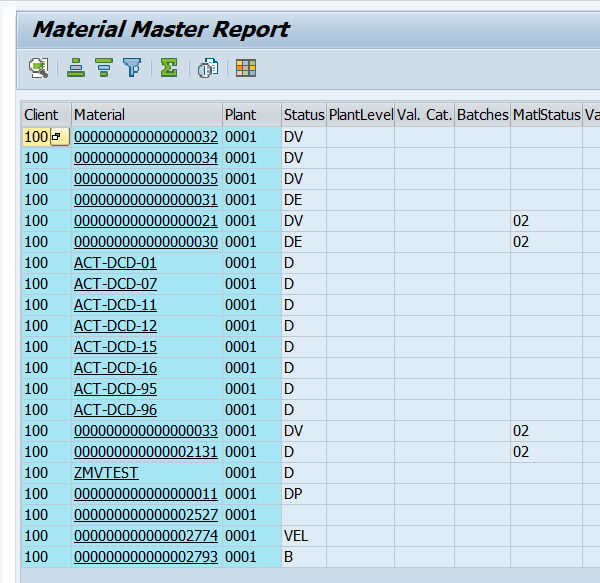 Material Master Report
Client Material Plant Status PlantLevel Val. Cat. Batches MatlStatus Va
100 000000000000000032 0001 DV
100 000000000000000034 0001 DV
100 000000000000000035 0001 DV
100 000000000000000031 0001 DE
100 000000000000000021 0001 DV 02
100 000000000000000030 0001 DE 02
100 ACT-DCD-01 0001 D
100 ACT-DCD-07 0001 D
100 ACT-DCD-11 0001 D
100 ACT-DCD-12 0001 D
100 ACT-DCD-15 0001 D
100 ACT-DCD-16 0001 D
100 ACT-DCD-95 0001 D
100 ACT-DCD-96 0001 D
100 000000000000000033 0001 DV 02
100 000000000000002131 0001 D 02
100 ZMVTEST 0001 D
100 000000000000000011 0001 DP
100 000000000000002527 0001
100 000000000000002774 0001 VEL
100 000000000000002793 0001 B